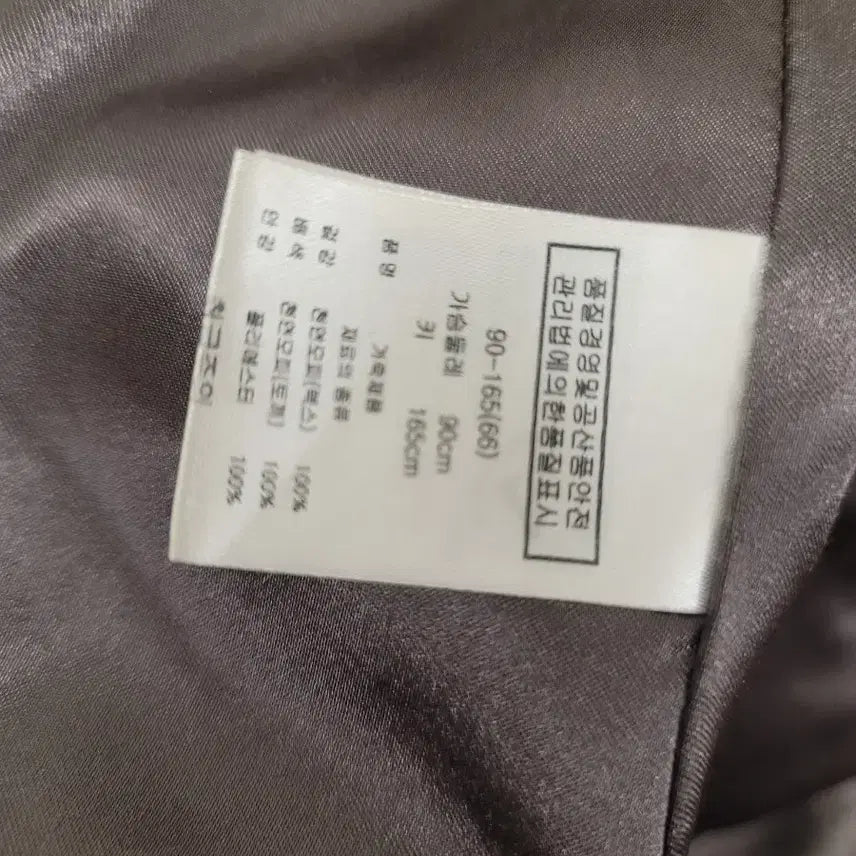 품질경영및공산품안전
관리법에의한품질표시
90-165(66)
가슴둘레 90cm
키 165cm
품명 가죽제품
재료의 종류
겉감 천연모피(렉스) 100%
배색 천연모피(토끼) 100%
안감 폴리에스터 100%